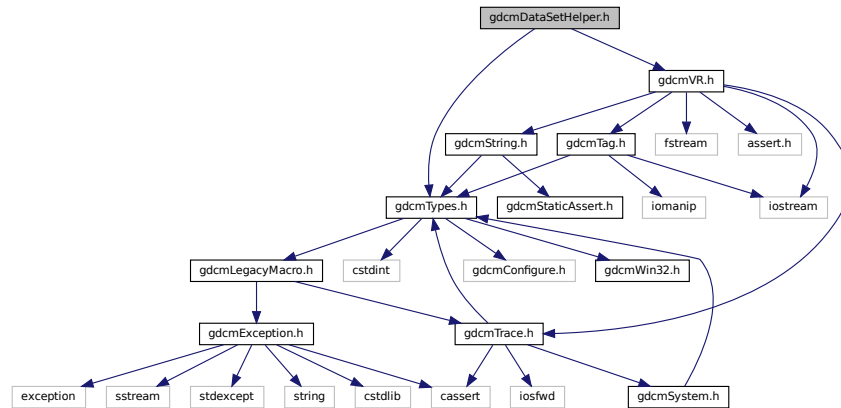 gdcmDataSetHelper.h
gdcmVR.h
gdcmString.h
gdcmTag.h
fstream
assert.h
gdcmTypes.h
gdcmStaticAssert.h
iomanip
iostream
gdcmLegacyMacro.h
cstdint
gdcmConfigure.h
gdcmWin32.h
gdcmException.h
gdcmTrace.h
exception
sstream
stdexcept
string
cstdlib
cassert
iosfwd
gdcmSystem.h